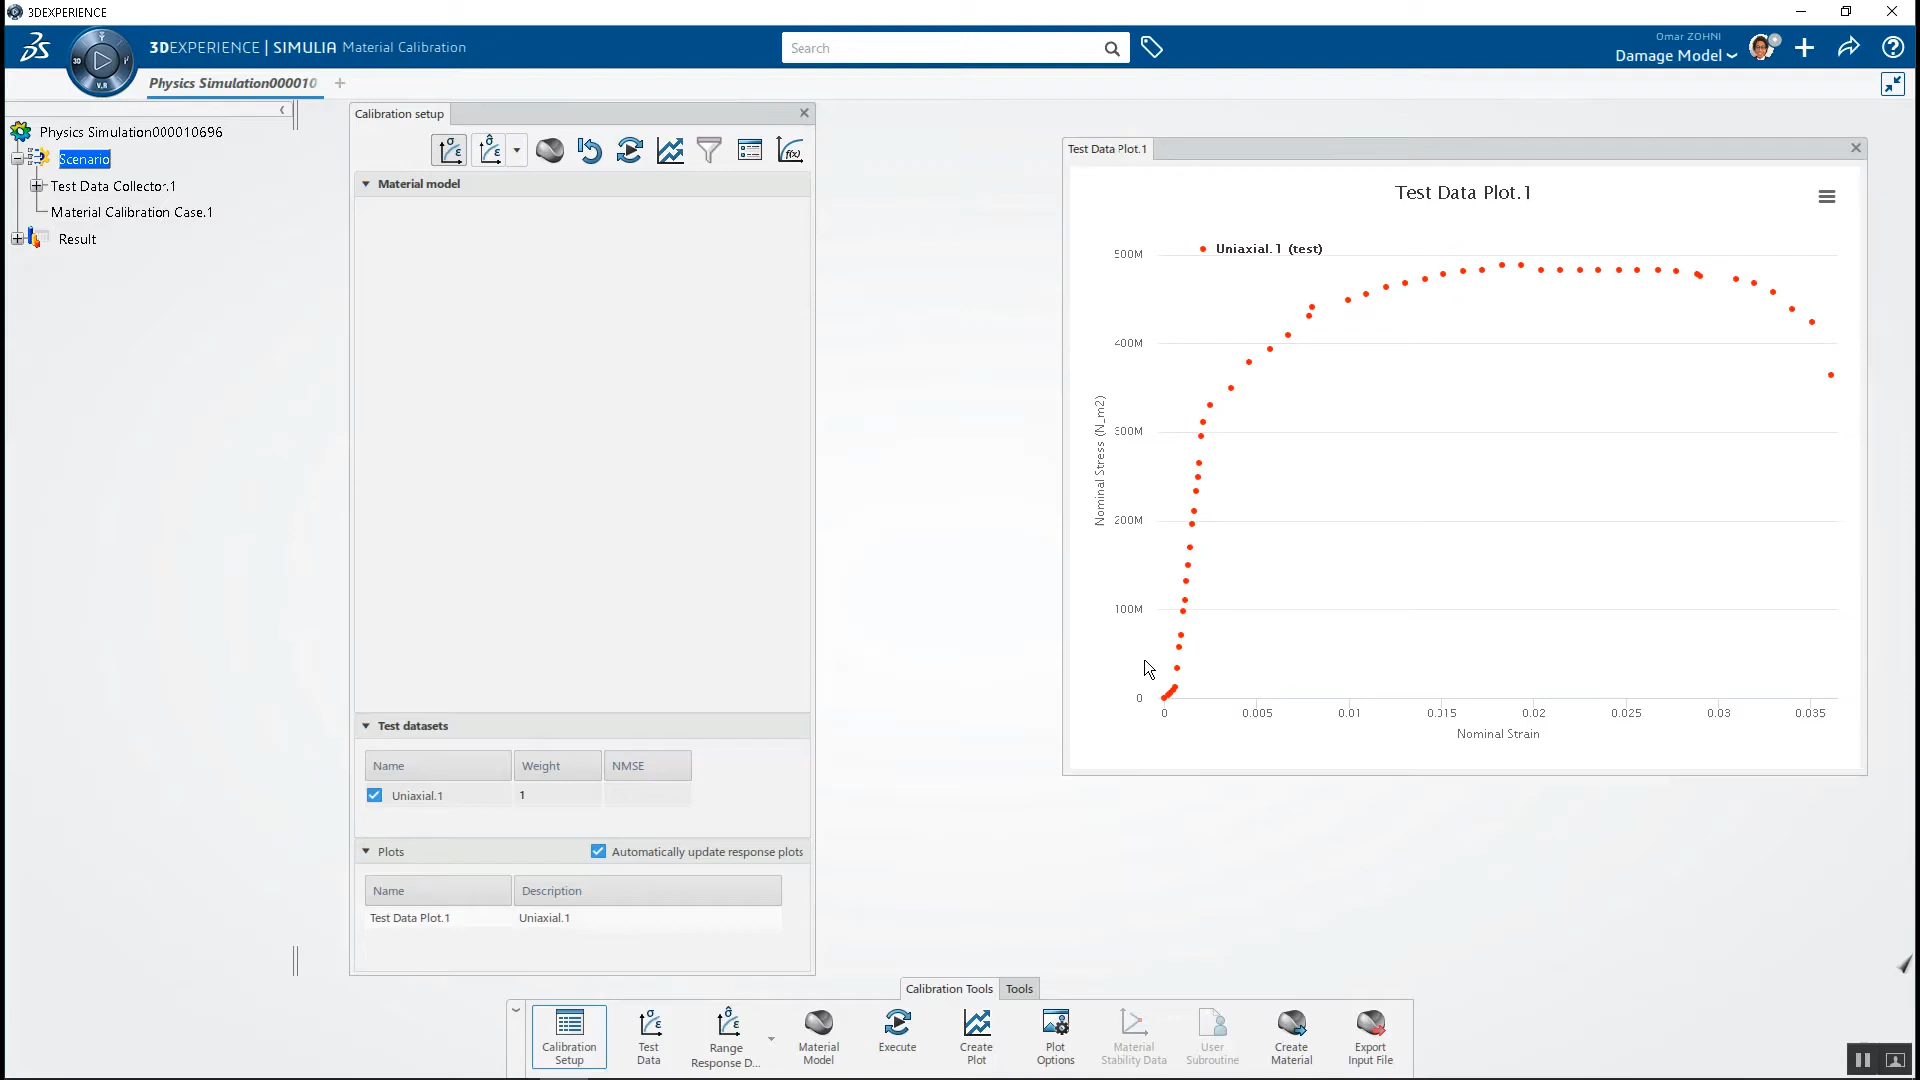 3DEXPERIENCE
3DEXPERIENCE | SIMULIA Material Calibration
Search
Omar ZOHNI
Damage Model
3D
V.R
Physics Simulation000010
Physics Simulation000010696
Scenario
Test Data Collector.1
Material Calibration Case.1
Result
Calibration setup
f(x)
Material model
Test datasets
Name Weight NMSE
Uniaxial.1 1
Plots Automatically update response plots
Name Description
Test Data Plot.1 Uniaxial.1
Test Data Plot.1
Test Data Plot.1
Uniaxial.1 (test)
500M
400M
300M
200M
100M
0
Nominal Stress (N_m2)
0 0.005 0.01 0.015 0.02 0.025 0.03 0.035
Nominal Strain
Calibration Tools Tools
Calibration Setup
Test Data
Range Response D...
Material Model
Execute
Create Plot
Plot Options
Material Stability Data
User Subroutine
Create Material
Export Input File